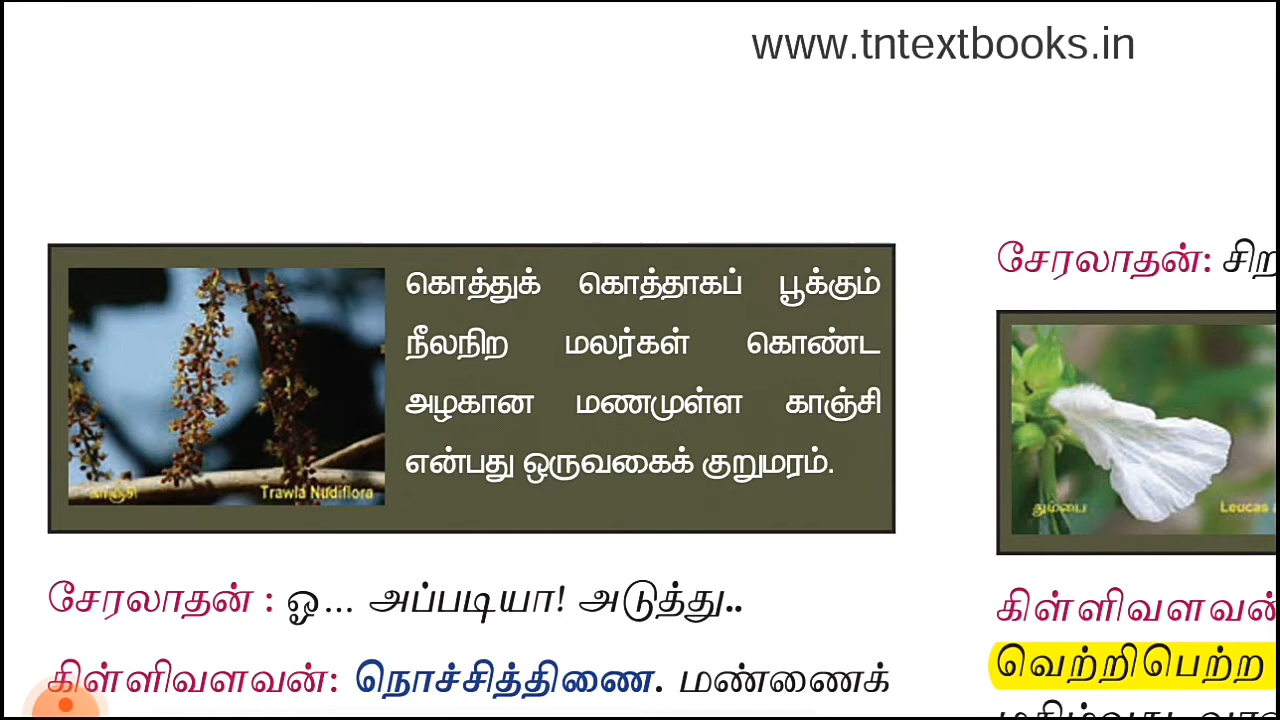 www.tntextbooks.in
கொத்துக் கொத்தாகப் பூக்கும்
நீலநிற மலர்கள் கொண்ட
அழகான மணமுள்ள காஞ்சி
என்பது ஒருவகைக் குறுமரம்.
காஞ்சி
Trawla Nudiflora
சேரலாதன் : ஓ... அப்படியா! அடுத்து..
கிள்ளிவளவன்: நொச்சித்திணை. மண்ணைக்
சேரலாதன்: சிற
தும்பை
Leucas
கிள்ளிவளவன்
வெற்றிபெற்ற